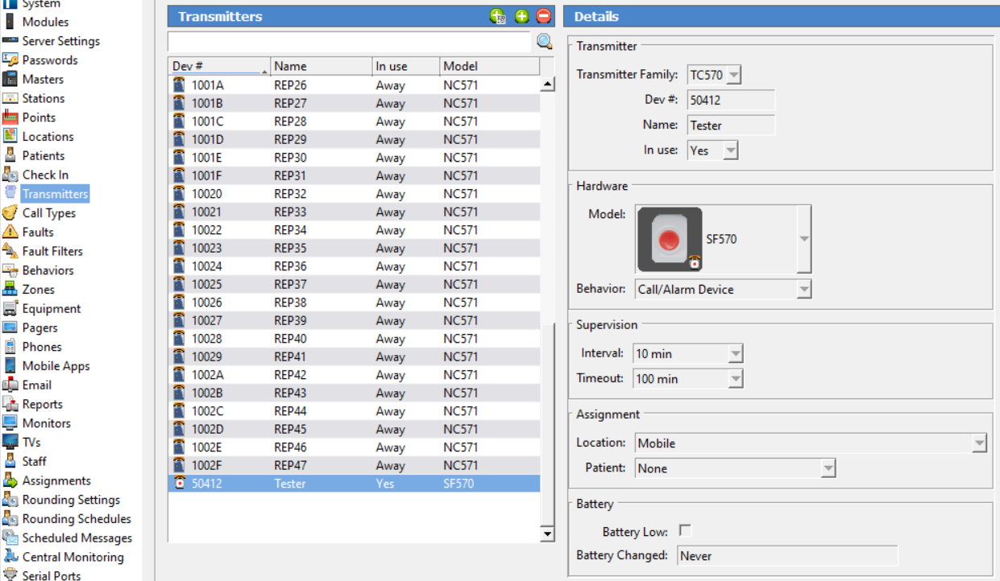 System
Modules
Server Settings
Passwords
Masters
Stations
Points
Locations
Patients
Check In
Transmitters
Call Types
Faults
Fault Filters
Behaviors
Zones
Equipment
Pagers
Phones
Mobile Apps
Email
Reports
Monitors
TVs
Staff
Assignments
Rounding Settings
Rounding Schedules
Scheduled Messages
Central Monitoring
Serial Ports
Transmitters
Dev # Name In use Model
1001A REP26 Away NC571
1001B REP27 Away NC571
1001C REP28 Away NC571
1001D REP29 Away NC571
1001E REP30 Away NC571
1001F REP31 Away NC571
10020 REP32 Away NC571
10021 REP33 Away NC571
10022 REP34 Away NC571
10023 REP35 Away NC571
10024 REP36 Away NC571
10025 REP37 Away NC571
10026 REP38 Away NC571
10027 REP39 Away NC571
10028 REP40 Away NC571
10029 REP41 Away NC571
1002A REP42 Away NC571
1002B REP43 Away NC571
1002C REP44 Away NC571
1002D REP45 Away NC571
1002E REP46 Away NC571
1002F REP47 Away NC571
50412 Tester Yes SF570
Details
Transmitter
Transmitter Family: TC570
Dev #: 50412
Name: Tester
In use: Yes
Hardware
Model: SF570
Behavior: Call/Alarm Device
Supervision
Interval: 10 min
Timeout: 100 min
Assignment
Location: Mobile
Patient: None
Battery
Battery Low:
Battery Changed: Never